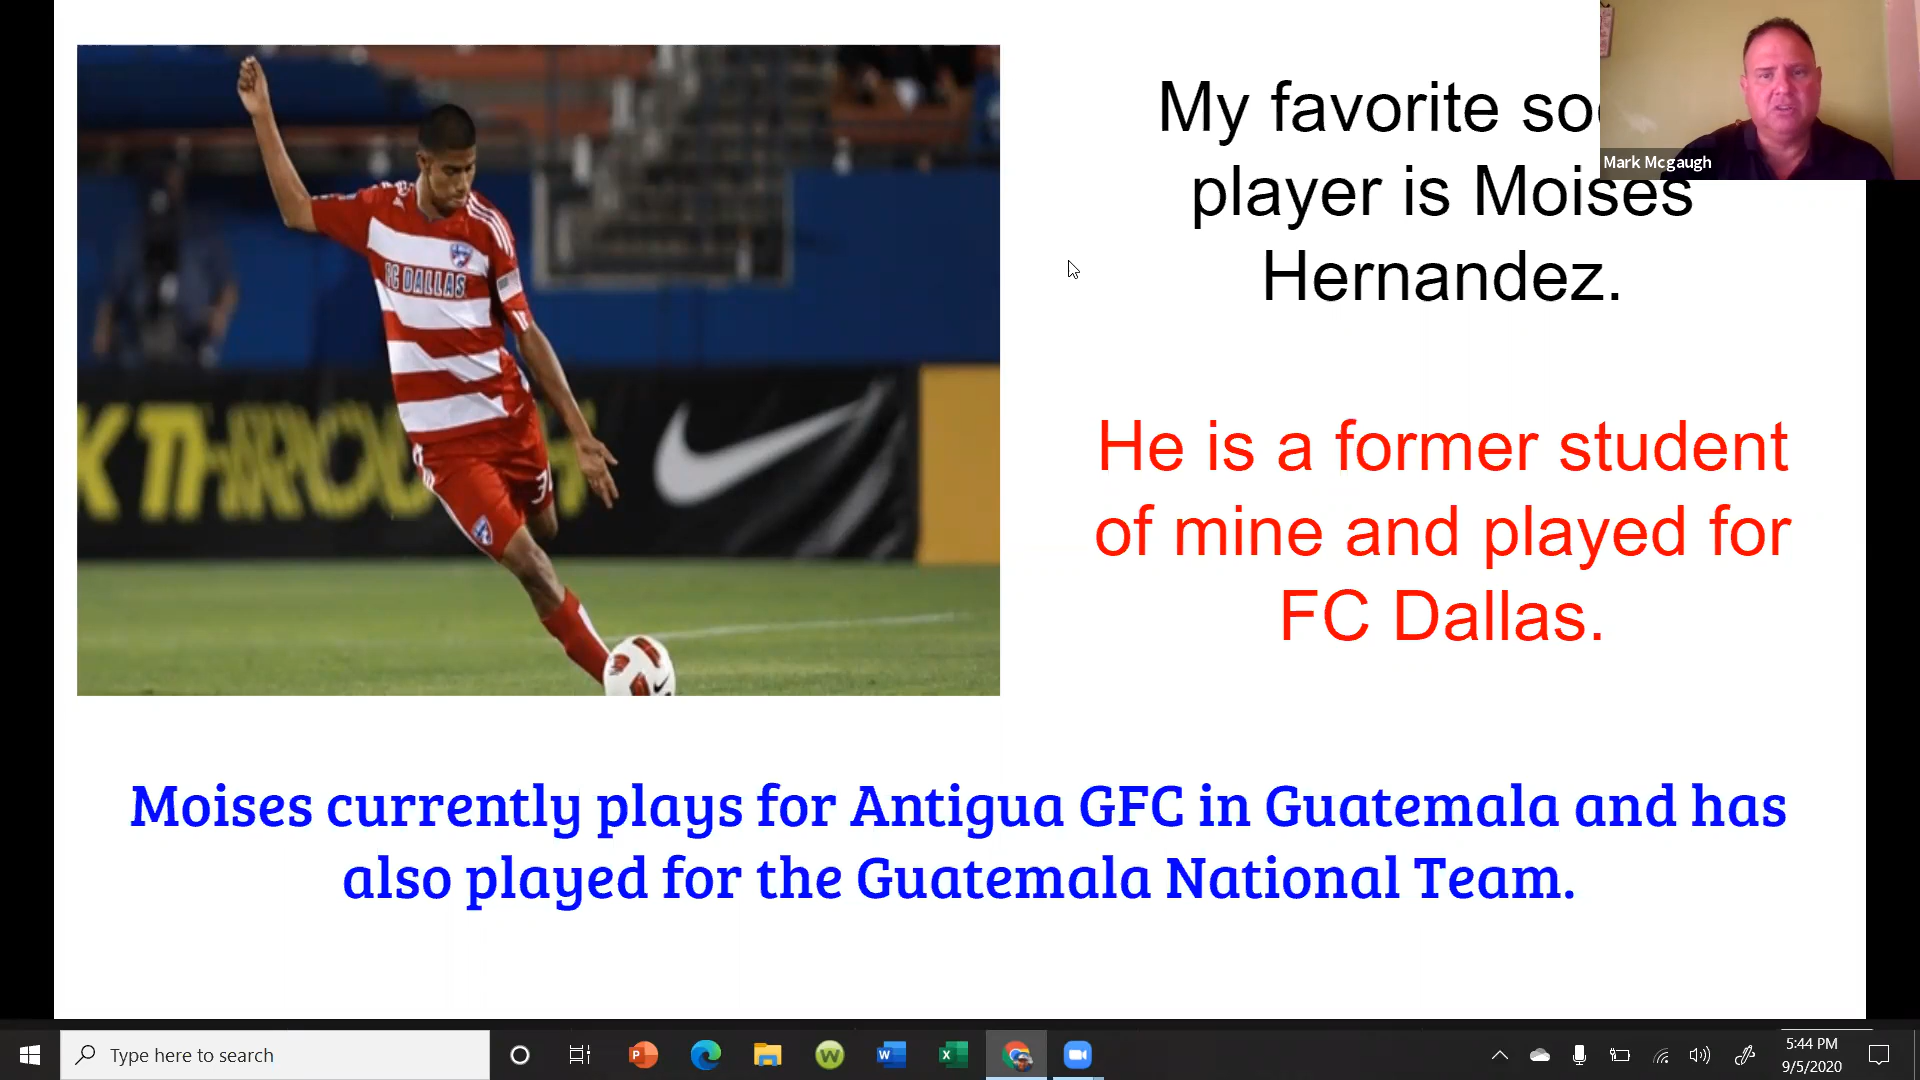 My favorite
player is Moises
Hernandez.
He is a former student
of mine and played for
FC Dallas.
Moises currently plays for Antigua GFC in Guatemala and has
also played for the Guatemala National Team.
Mark Mcgaugh
FC DALLAS
Type here to search
5:44 PM
9/5/2020